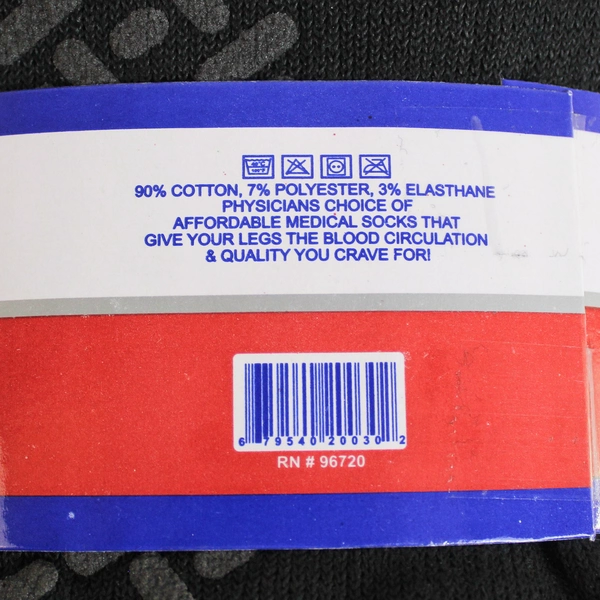 90% COTTON, 7% POLYESTER, 3% ELASTHANE
PHYSICIANS CHOICE OF
AFFORDABLE MEDICAL SOCKS THAT
GIVE YOUR LEGS THE BLOOD CIRCULATION
& QUALITY YOU CRAVE FOR!
6 79540 20030 2
RN # 96720